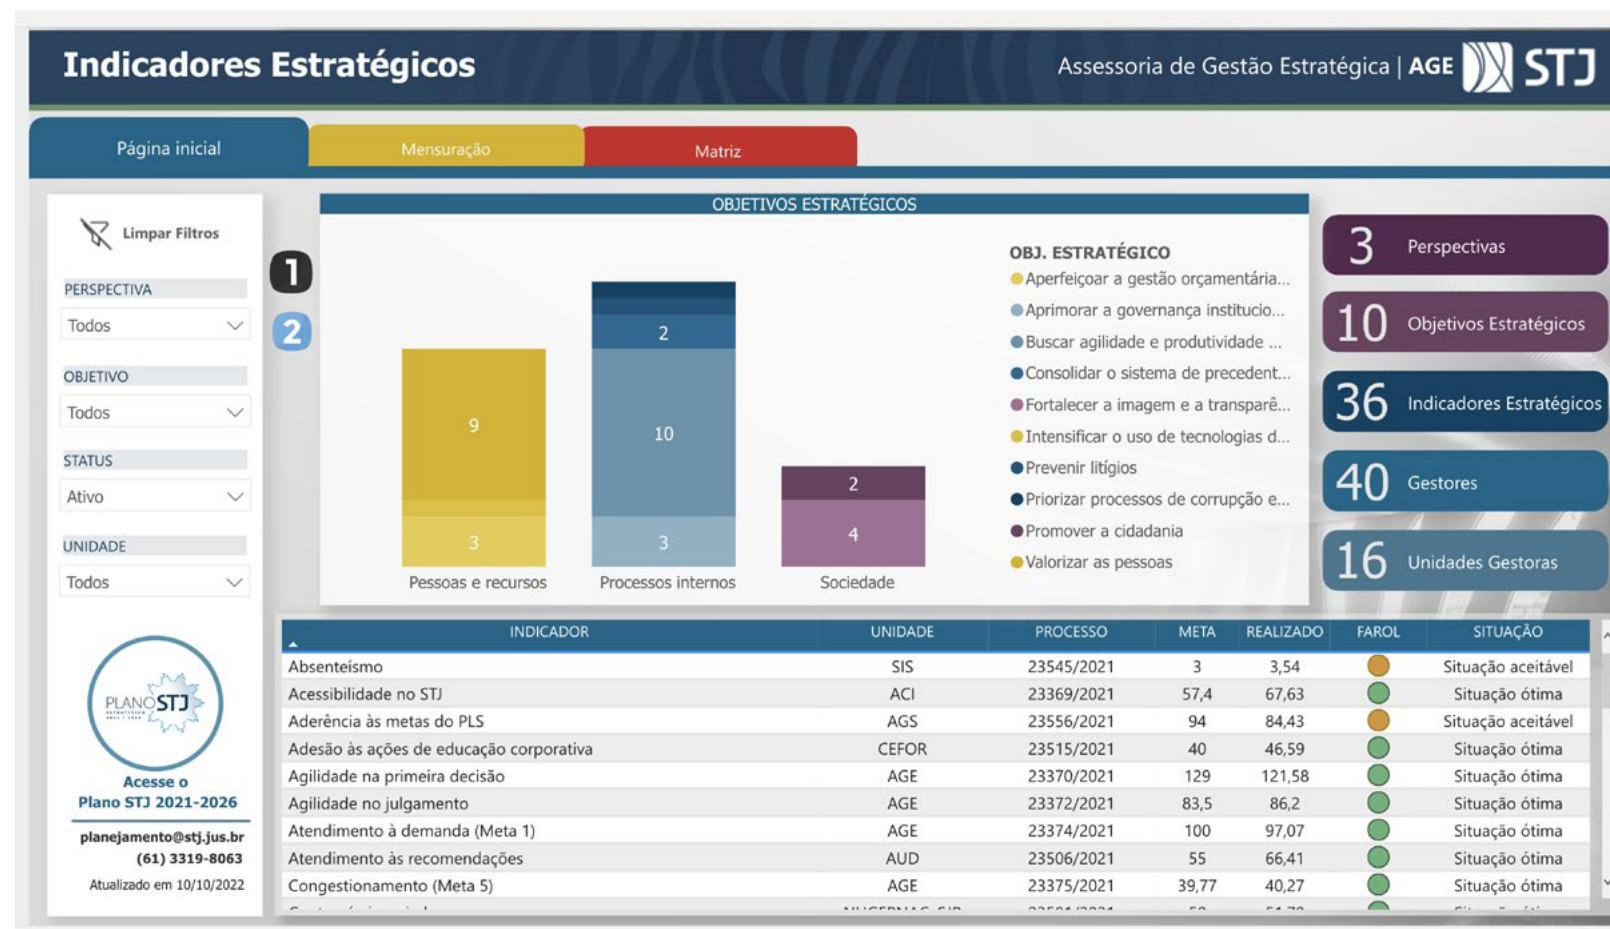 Indicadores Estratégicos
Assessoria de Gestão Estratégica | AGE STJ
Página inicial
Mensuração
Matriz
Limpar Filtros
PERSPECTIVA
Todos
OBJETIVO
Todos
STATUS
Ativo
UNIDADE
Todos
PLANO STJ
Acesse o
Plano STJ 2021-2026
planejamento@stj.jus.br
(61) 3319-8063
Atualizado em 10/10/2022
1
2
OBJETIVOS ESTRATÉGICOS
9
3
Pessoas e recursos
2
10
3
Processos internos
2
4
Sociedade
OBJ. ESTRATÉGICO
Aperfeiçoar a gestão orçamentária...
Aprimorar a governança institucio...
Buscar agilidade e produtividade ...
Consolidar o sistema de precedent...
Fortalecer a imagem e a transparê...
Intensificar o uso de tecnologias d...
Prevenir litígios
Priorizar processos de corrupção e...
Promover a cidadania
Valorizar as pessoas
3 Perspectivas
10 Objetivos Estratégicos
36 Indicadores Estratégicos
40 Gestores
16 Unidades Gestoras
INDICADOR UNIDADE PROCESSO META REALIZADO FAROL SITUAÇÃO
Absenteísmo SIS 23545/2021 3 3,54 Situação aceitável
Acessibilidade no STJ ACI 23369/2021 57,4 67,63 Situação ótima
Aderência às metas do PLS AGS 23556/2021 94 84,43 Situação aceitável
Adesão às ações de educação corporativa CEFOR 23515/2021 40 46,59 Situação ótima
Agilidade na primeira decisão AGE 23370/2021 129 121,58 Situação ótima
Agilidade no julgamento AGE 23372/2021 83,5 86,2 Situação ótima
Atendimento à demanda (Meta 1) AGE 23374/2021 100 97,07 Situação ótima
Atendimento às recomendações AUD 23506/2021 55 66,41 Situação ótima
Congestionamento (Meta 5) AGE 23375/2021 39,77 40,27 Situação ótima